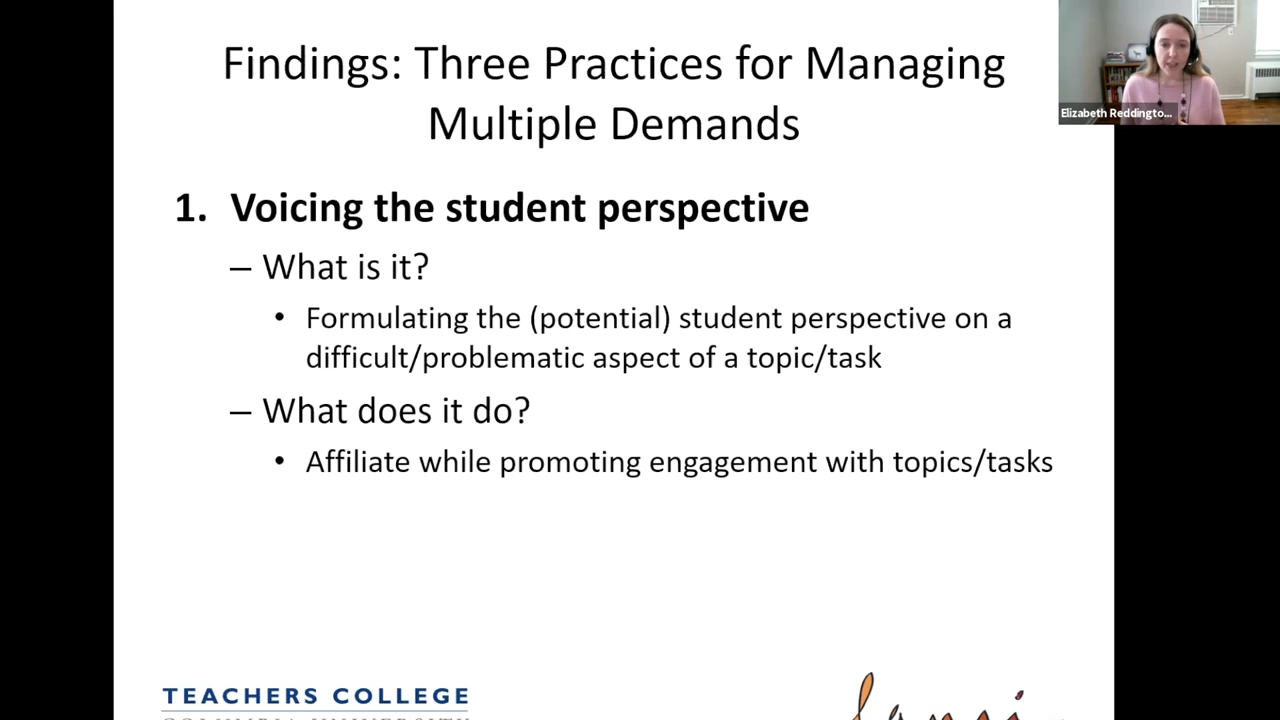 Findings: Three Practices for Managing
Multiple Demands
Elizabeth Reddingto...
1. Voicing the student perspective
– What is it?
• Formulating the (potential) student perspective on a
difficult/problematic aspect of a topic/task
– What does it do?
• Affiliate while promoting engagement with topics/tasks
TEACHERS COLLEGE
COLUMBIA UNIVERSITY